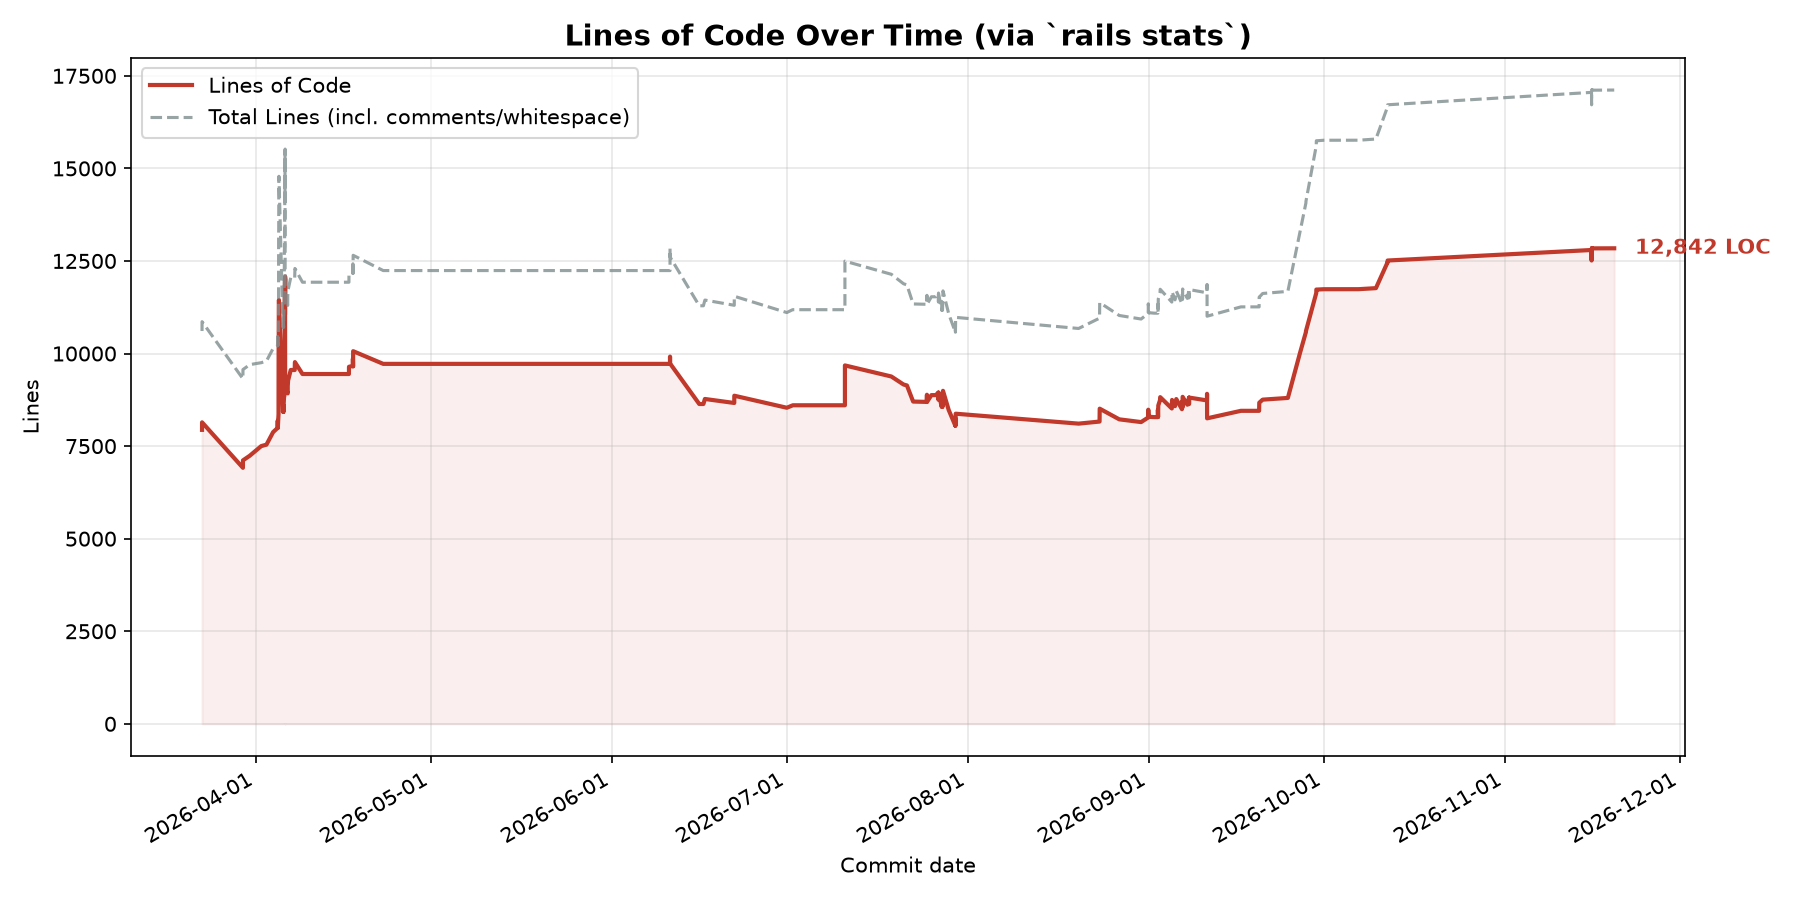 Lines of Code Over Time (via `rails stats`)
Lines of Code
Total Lines (incl. comments/whitespace)
17500
15000
12500
10000
7500
5000
2500
0
Lines
12,842 LOC
2026-04-01
2026-05-01
2026-06-01
2026-07-01
2026-08-01
2026-09-01
2026-10-01
2026-11-01
2026-12-01
Commit date